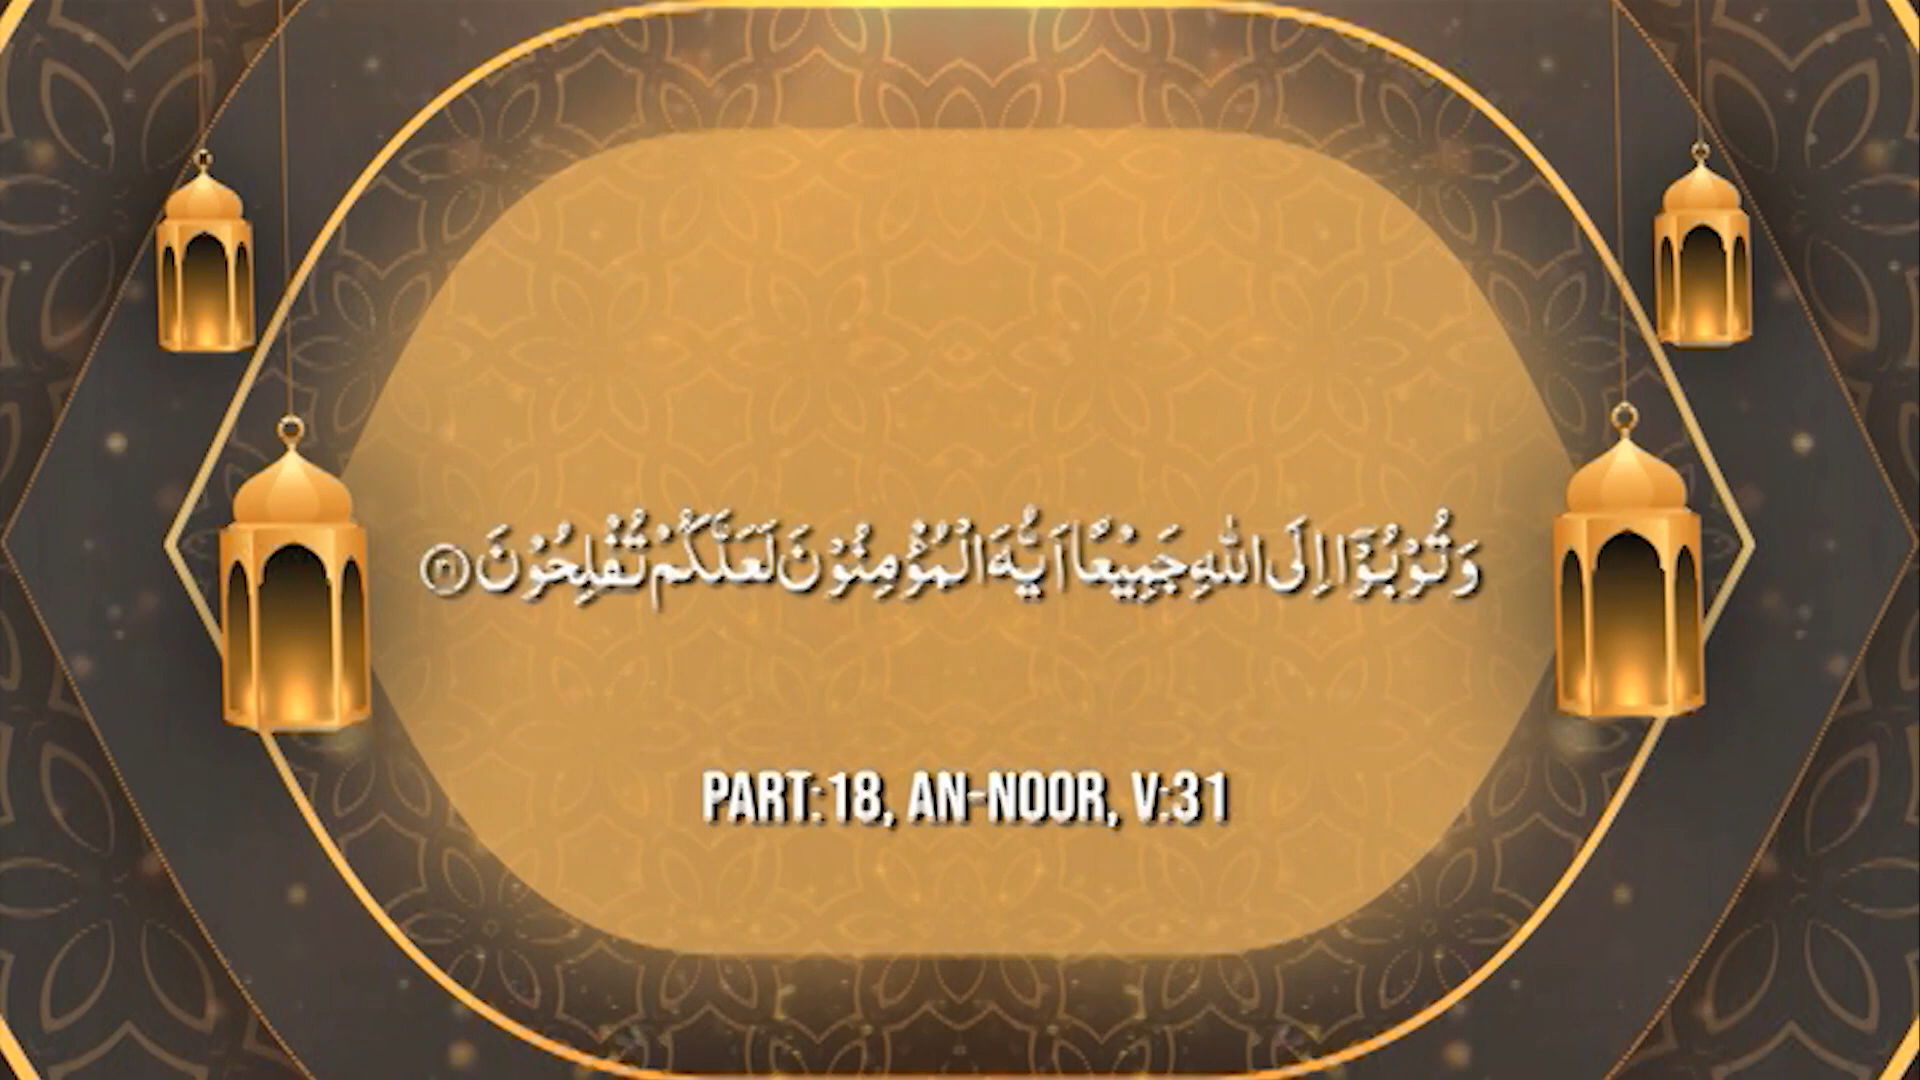 وَتُوْبُوْۤا اِلَى اللّٰهِ جَمِیْعًا اَیُّهَ الْمُؤْمِنُوْنَ لَعَلَّكُمْ تُفْلِحُوْنَ
PART:18, AN-NOOR, V:31